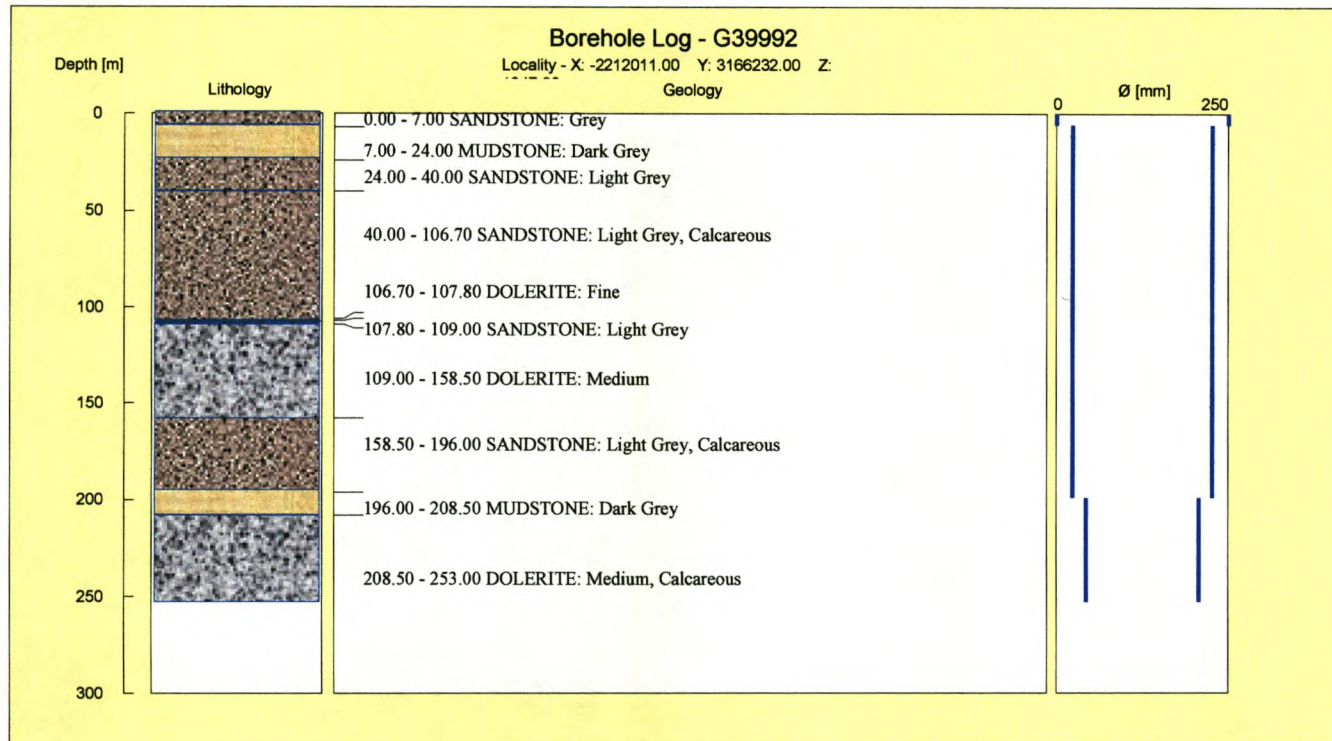 Borehole Log - G39992
Depth [m]
Locality - X: -2212011.00 Y: 3166232.00 Z:
Lithology
Geology
Ø [mm]
0
250
0
50
100
150
200
250
300
0.00 - 7.00 SANDSTONE: Grey
7.00 - 24.00 MUDSTONE: Dark Grey
24.00 - 40.00 SANDSTONE: Light Grey
40.00 - 106.70 SANDSTONE: Light Grey, Calcareous
106.70 - 107.80 DOLERITE: Fine
107.80 - 109.00 SANDSTONE: Light Grey
109.00 - 158.50 DOLERITE: Medium
158.50 - 196.00 SANDSTONE: Light Grey, Calcareous
196.00 - 208.50 MUDSTONE: Dark Grey
208.50 - 253.00 DOLERITE: Medium, Calcareous